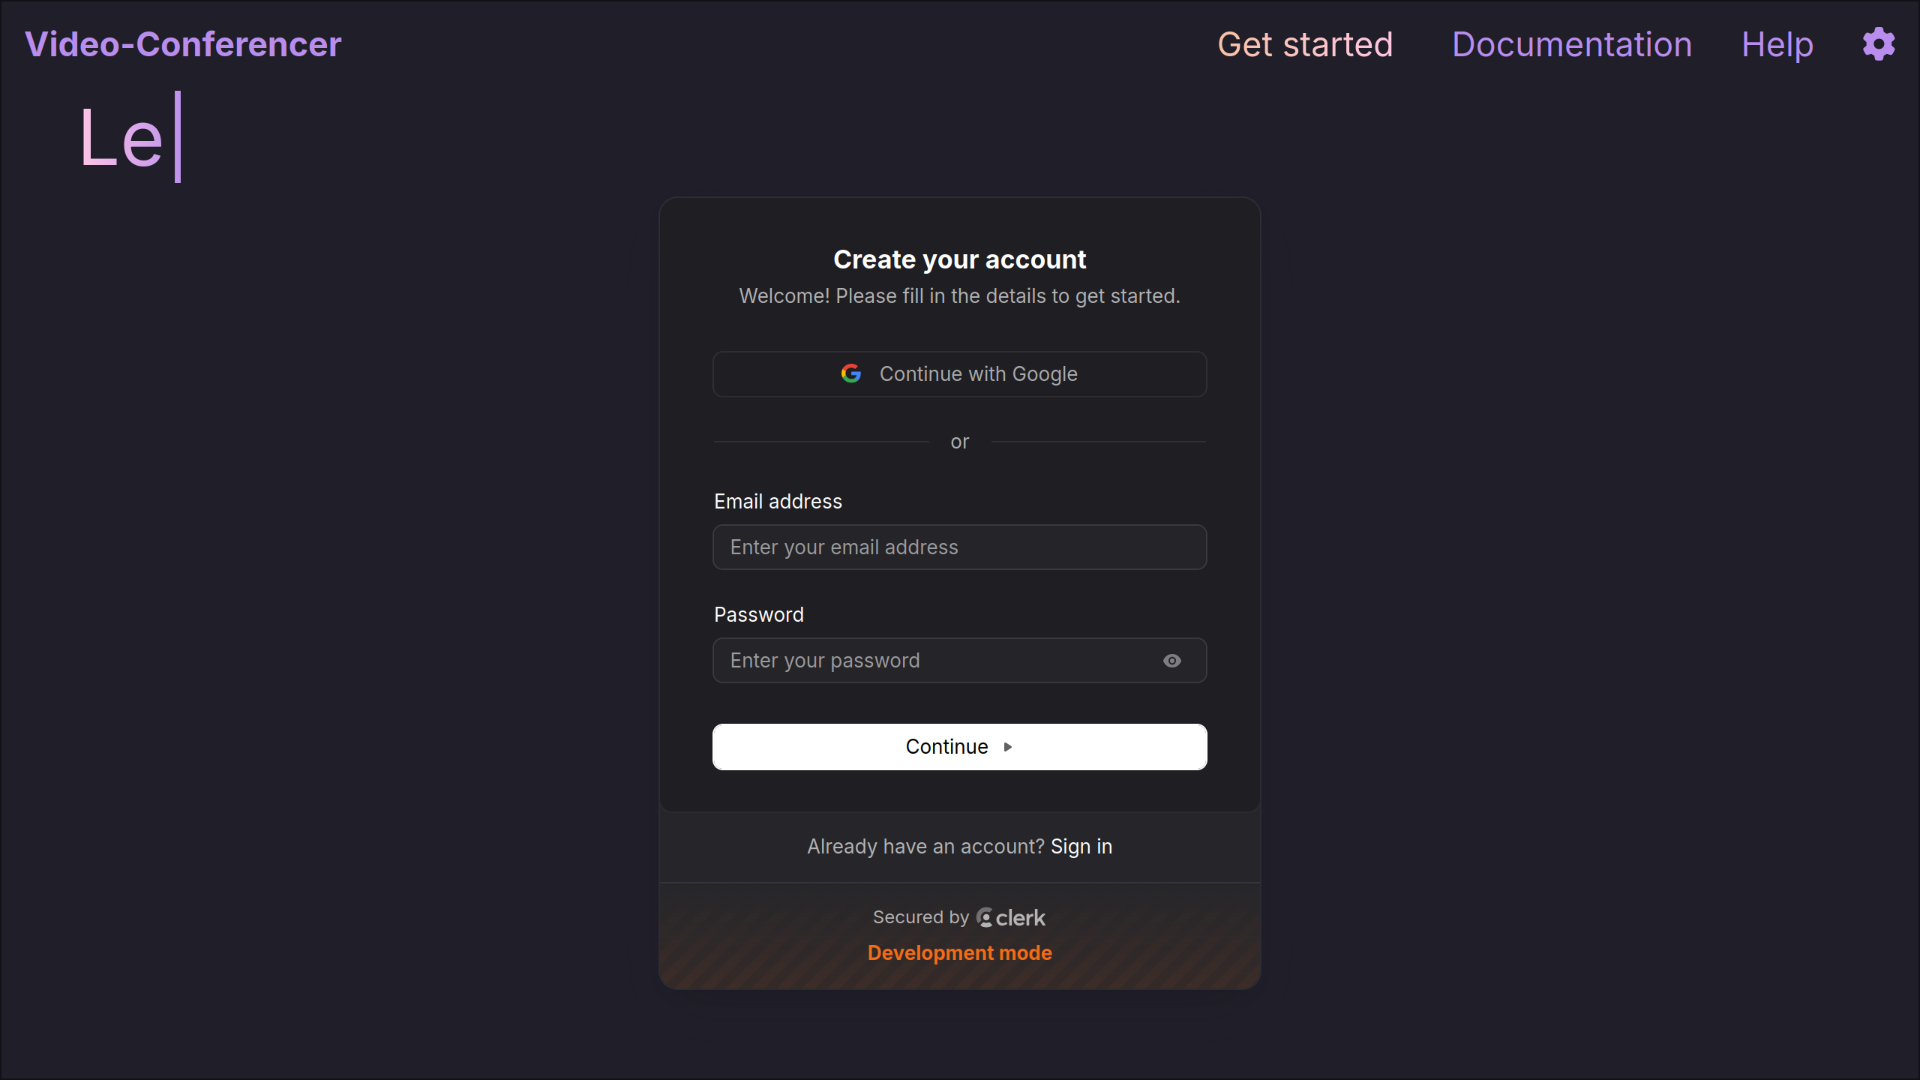 Video-Conferencer
Get started
Documentation
Help
Le
Create your account
Welcome! Please fill in the details to get started.
Continue with Google
or
Email address
Enter your email address
Password
Enter your password
Continue
Already have an account? Sign in
Secured by clerk
Development mode